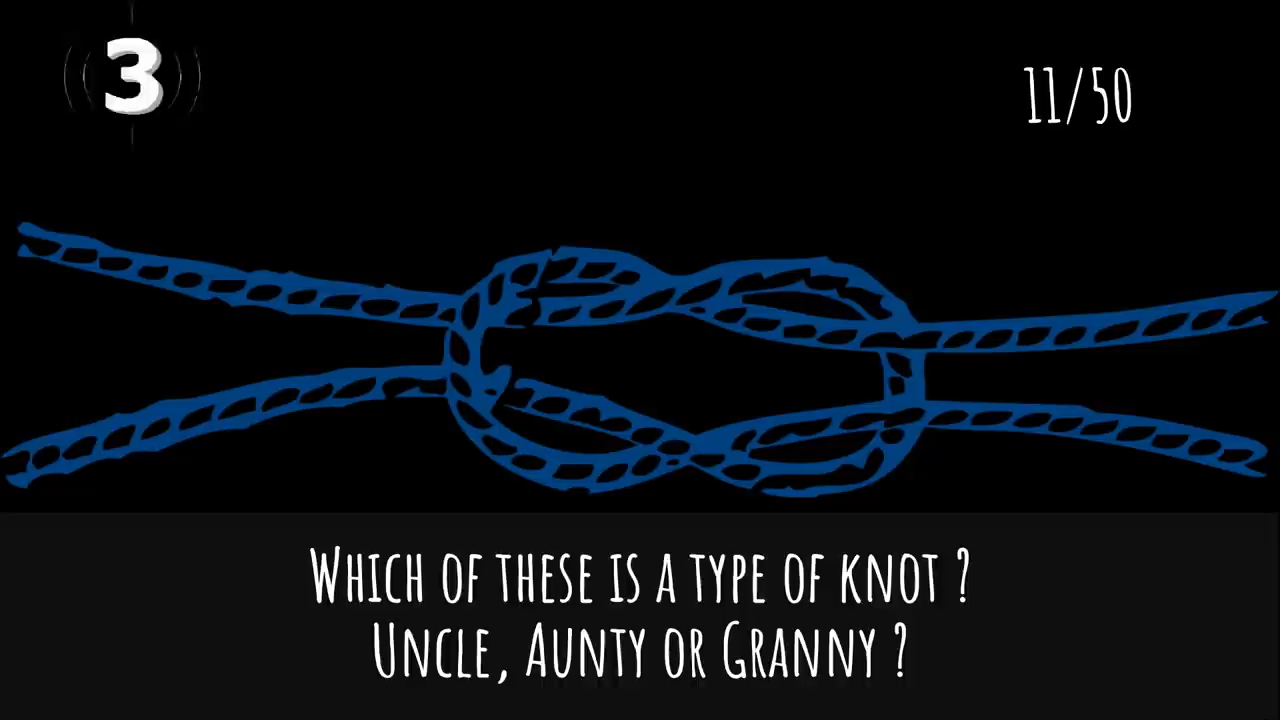 3
11/50
Which of these is a type of knot ?
Uncle, Aunty or Granny ?